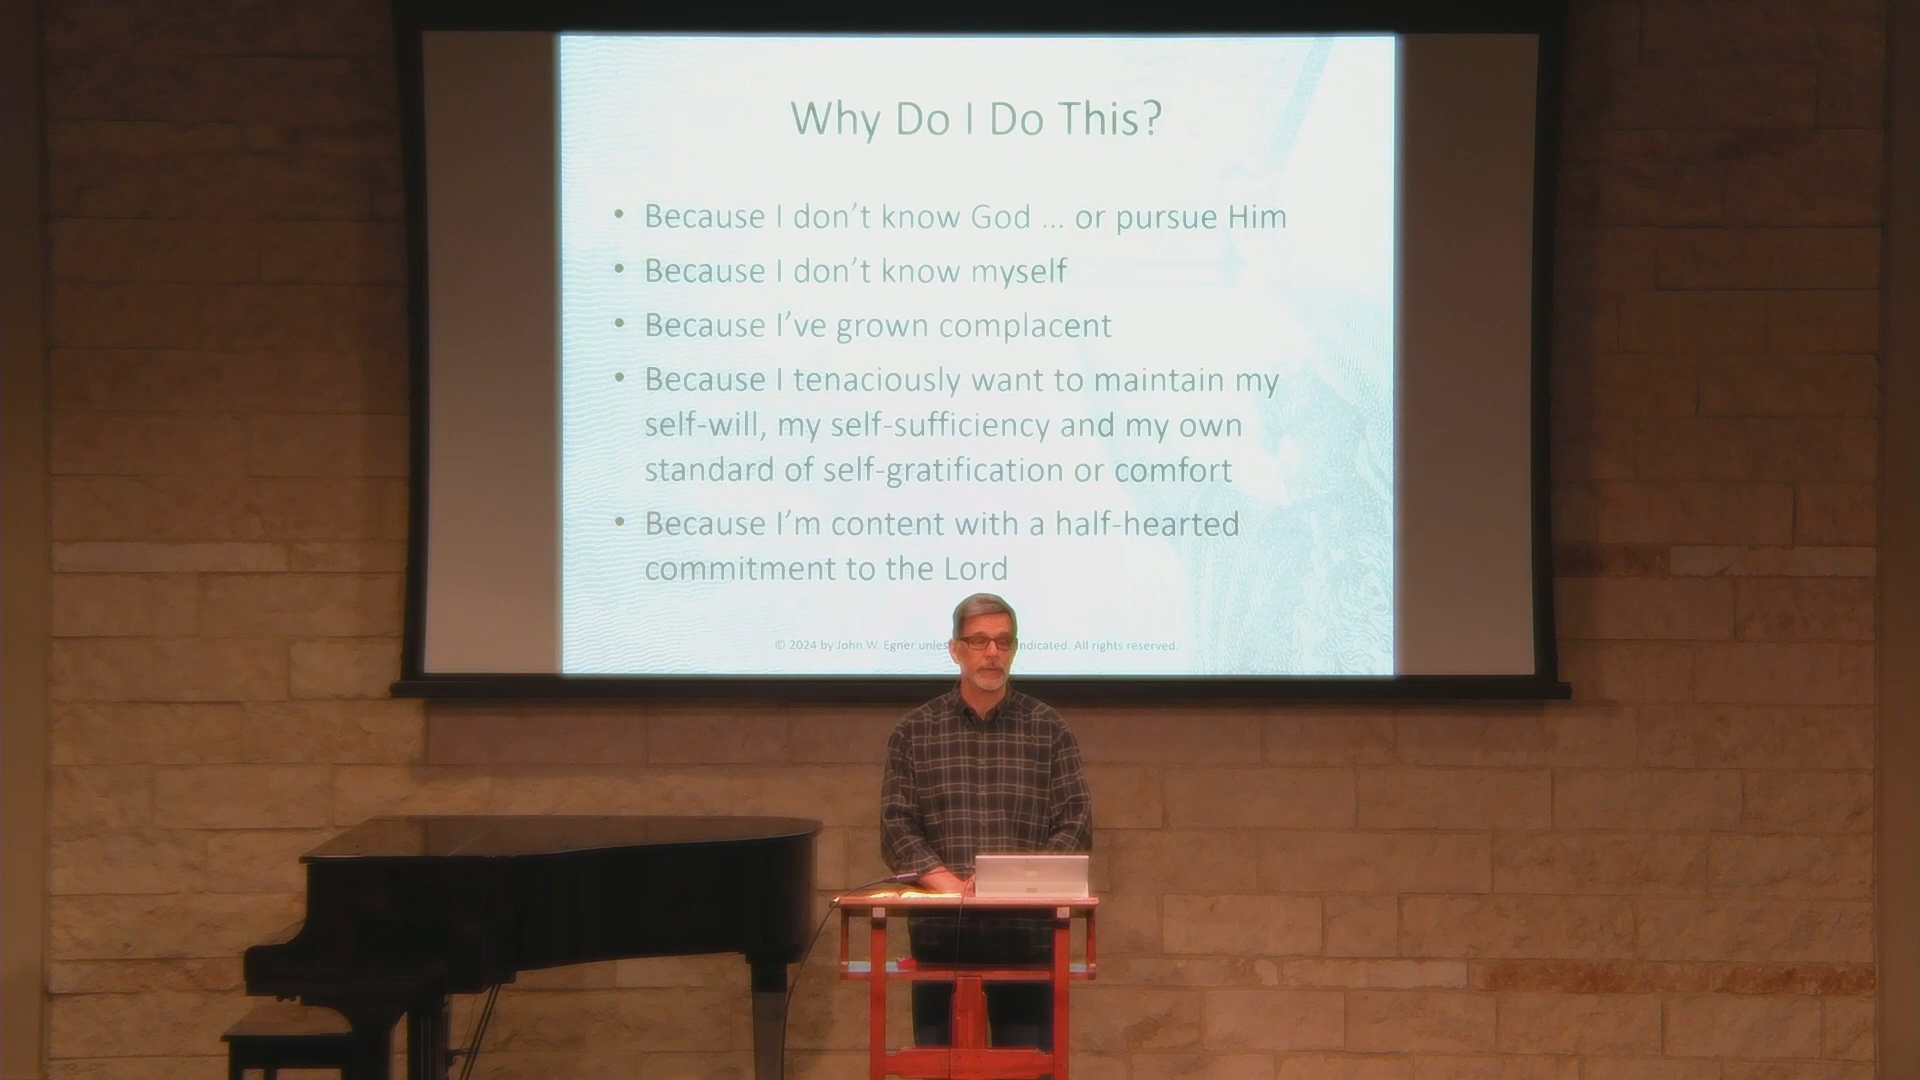 Why Do I Do This?
• Because I don't know God ... or pursue Him
• Because I don't know myself
• Because I've grown complacent
• Because I tenaciously want to maintain my
self-will, my self-sufficiency and my own
standard of self-gratification or comfort
• Because I'm content with a half-hearted
commitment to the Lord
© 2024 by John W. Egner indicated. All rights reserved.